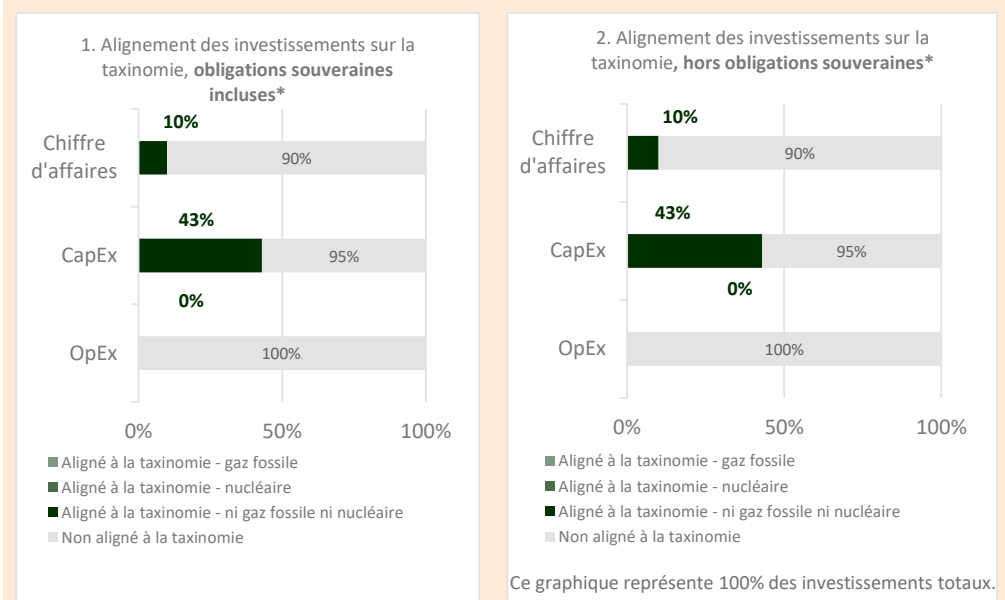 1. Alignement des investissements sur la
taxinomie, obligations souveraines
incluses*
10%
Chiffre
d'affaires
90%
43%
CapEx
95%
0%
OpEx
100%
0%
50%
100%
Aligné à la taxinomie - gaz fossile
Aligné à la taxinomie - nucléaire
Aligné à la taxinomie - ni gaz fossile ni nucléaire
Non aligné à la taxinomie
2. Alignement des investissements sur la
taxinomie, hors obligations souveraines*
10%
Chiffre
d'affaires
90%
43%
CapEx
95%
0%
OpEx
100%
0%
50%
100%
Aligné à la taxinomie - gaz fossile
Aligné à la taxinomie - nucléaire
Aligné à la taxinomie - ni gaz fossile ni nucléaire
Non aligné à la taxinomie
Ce graphique représente 100% des investissements totaux.